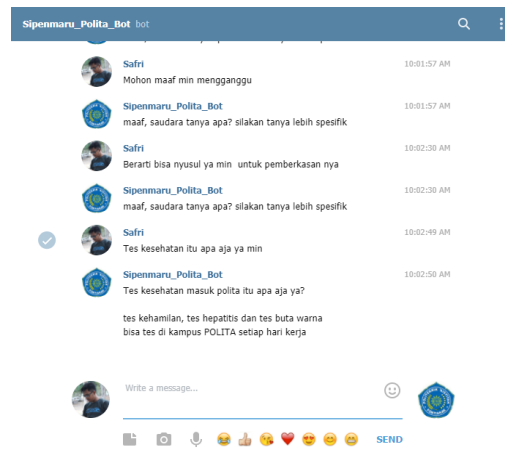 Sipenmaru_Polita_Bot bot
Safri 10:01:57 AM
Mohon maaf min mengganggu
Sipenmaru_Polita_Bot 10:01:57 AM
maaf, saudara tanya apa? silakan tanya lebih spesifik
Safri 10:02:30 AM
Berarti bisa nyusul ya min untuk pemberkasan nya
Sipenmaru_Polita_Bot 10:02:30 AM
maaf, saudara tanya apa? silakan tanya lebih spesifik
Safri 10:02:49 AM
Tes kesehatan itu apa aja ya min
Sipenmaru_Polita_Bot 10:02:50 AM
Tes kesehatan masuk polita itu apa aja ya?
tes kehamilan, tes hepatitis dan tes buta warna
bisa tes di kampus POLITA setiap hari kerja
Write a message...
SEND